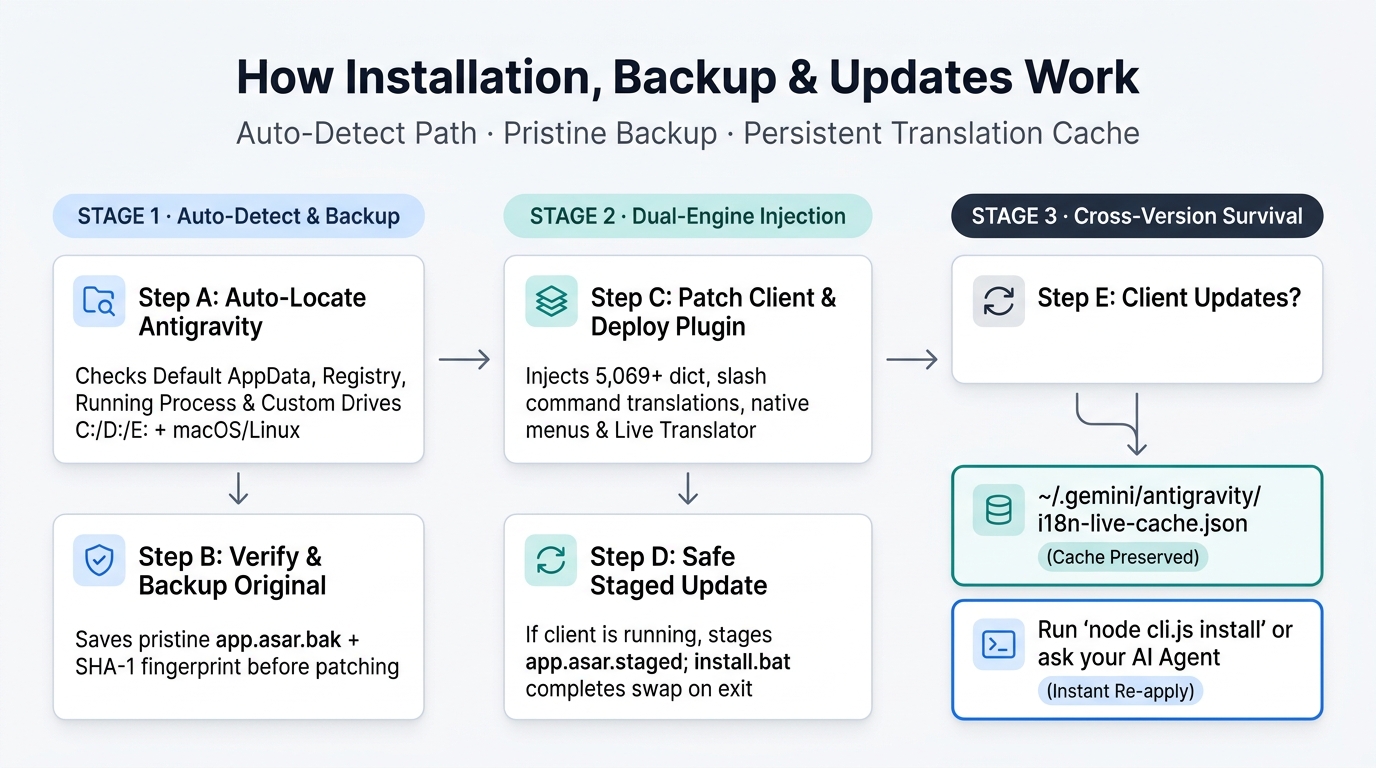 How Installation, Backup & Updates Work
Auto-Detect Path · Pristine Backup · Persistent Translation Cache
STAGE 1 · Auto-Detect & Backup
Step A: Auto-Locate
Antigravity
Checks Default AppData, Registry,
Running Process & Custom Drives
C:/D:/E: + macOS/Linux
Step B: Verify &
Backup Original
Saves pristine app.asar.bak +
SHA-1 fingerprint before patching
STAGE 2 · Dual-Engine Injection
Step C: Patch Client &
Deploy Plugin
Injects 5,069+ dict, slash
command translations, native
menus & Live Translator
Step D: Safe
Staged Update
If client is running, stages
app.asar.staged; install.bat
completes swap on exit
STAGE 3 · Cross-Version Survival
Step E: Client Updates?
~/.gemini/antigravity/
i18n-live-cache.json
(Cache Preserved)
Run ‘node cli.js install’ or
ask your AI Agent
(Instant Re-apply)